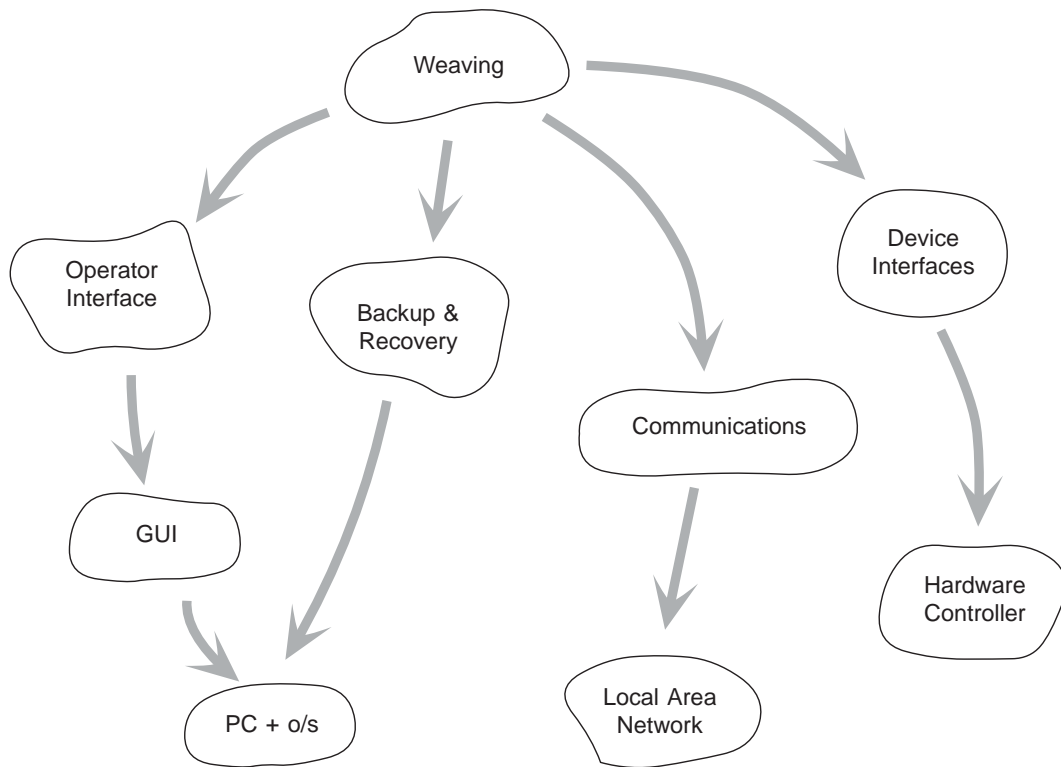 Weaving
Operator
Interface
Backup &
Recovery
Device
Interfaces
Communications
GUI
Hardware
Controller
PC + o/s
Local Area
Network